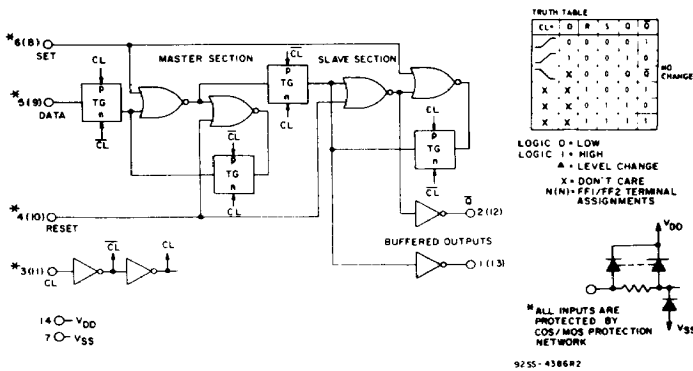 *6(8)
SET
CL
MASTER SECTION
CL
SLAVE SECTION
*5(9)
DATA
P
TG
n
CL
P
TG
n
CL
CL
P
TG
n
CL
CL
P
TG
n
CL
*4(10)
RESET
Q
2(12)
BUFFERED OUTPUTS
1(13)
*3(11)
CL
CL
CL
14 VDD
7 VSS
TRUTH TABLE
CL▲ D R S Q Q
0 0 0 0 1
1 0 0 1 0
X 0 0 Q Q
NO CHANGE
X X 1 0 0
X X 0 1 1
X X 1 1 1
LOGIC 0 = LOW
LOGIC 1 = HIGH
▲ = LEVEL CHANGE
X = DON'T CARE
N(N) = FF1/FF2 TERMINAL
ASSIGNMENTS
VDD
VSS
*ALL INPUTS ARE
PROTECTED BY
COS/MOS PROTECTION
NETWORK
92SS-4386R2